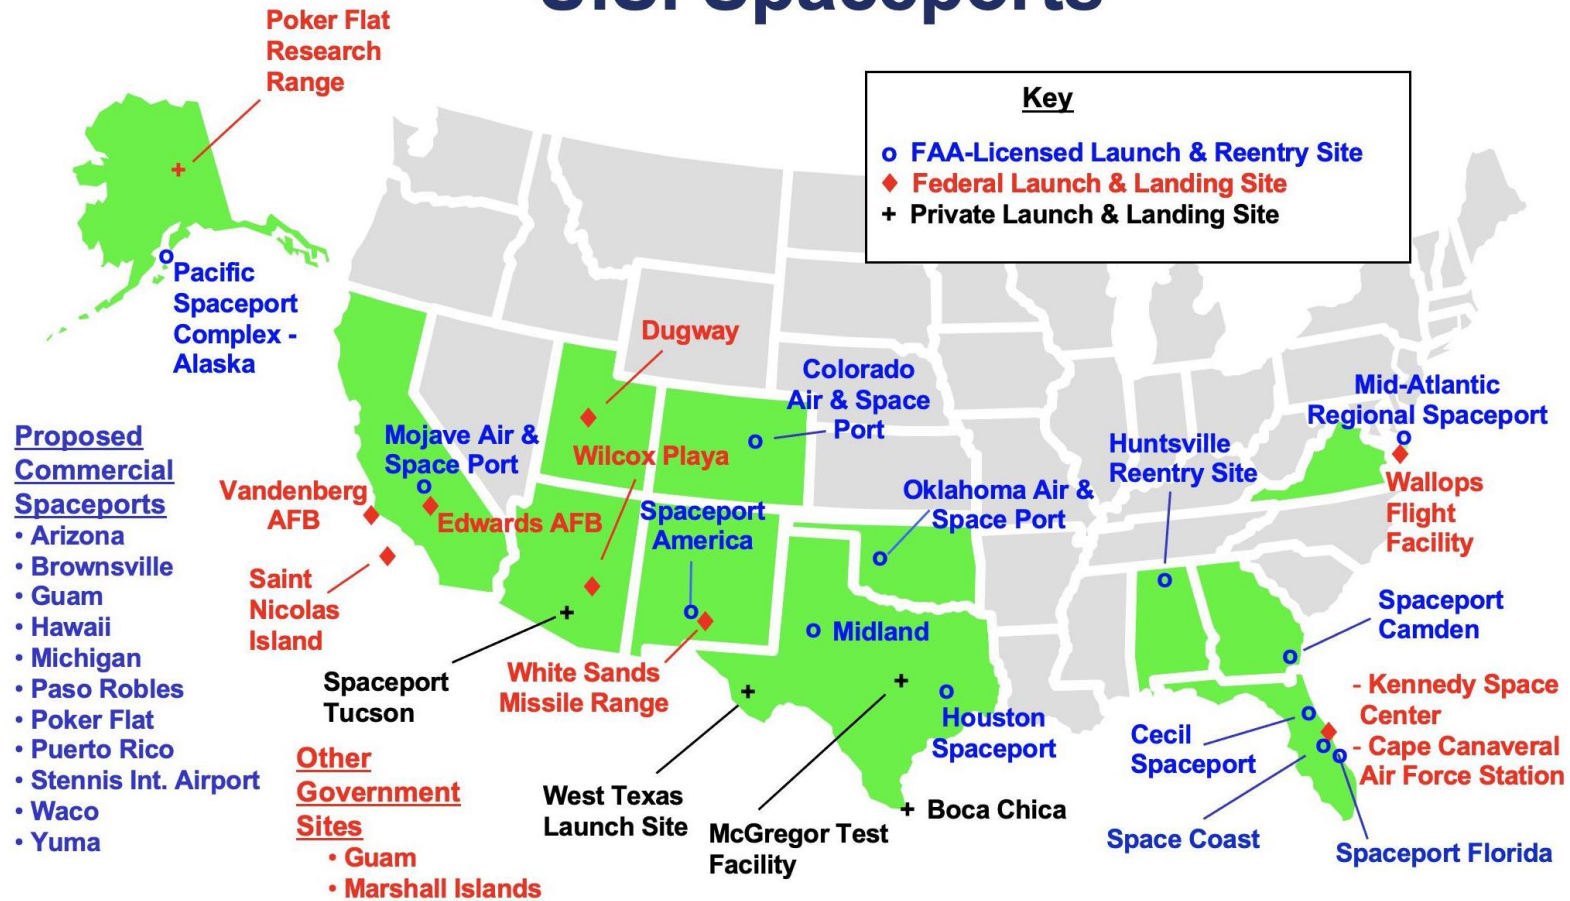 U.S. Spaceports
Poker Flat
Research
Range
Key
o FAA-Licensed Launch & Reentry Site
♦ Federal Launch & Landing Site
+ Private Launch & Landing Site
Pacific
Spaceport
Complex -
Alaska
Dugway
Colorado
Air & Space
Port
Mid-Atlantic
Regional Spaceport
Mojave Air &
Space Port
Wilcox Playa
Huntsville
Reentry Site
Wallops
Flight
Facility
Vandenberg
AFB
Edwards AFB
Spaceport
America
Oklahoma Air &
Space Port
Saint
Nicolas
Island
Spaceport
Camden
Midland
White Sands
Missile Range
Spaceport
Tucson
Houston
Spaceport
Cecil
Spaceport
- Kennedy Space
Center
- Cape Canaveral
Air Force Station
West Texas
Launch Site
McGregor Test
Facility
Boca Chica
Space Coast
Spaceport Florida
Proposed
Commercial
Spaceports
• Arizona
• Brownsville
• Guam
• Hawaii
• Michigan
• Paso Robles
• Poker Flat
• Puerto Rico
• Stennis Int. Airport
• Waco
• Yuma
Other
Government
Sites
• Guam
• Marshall Islands